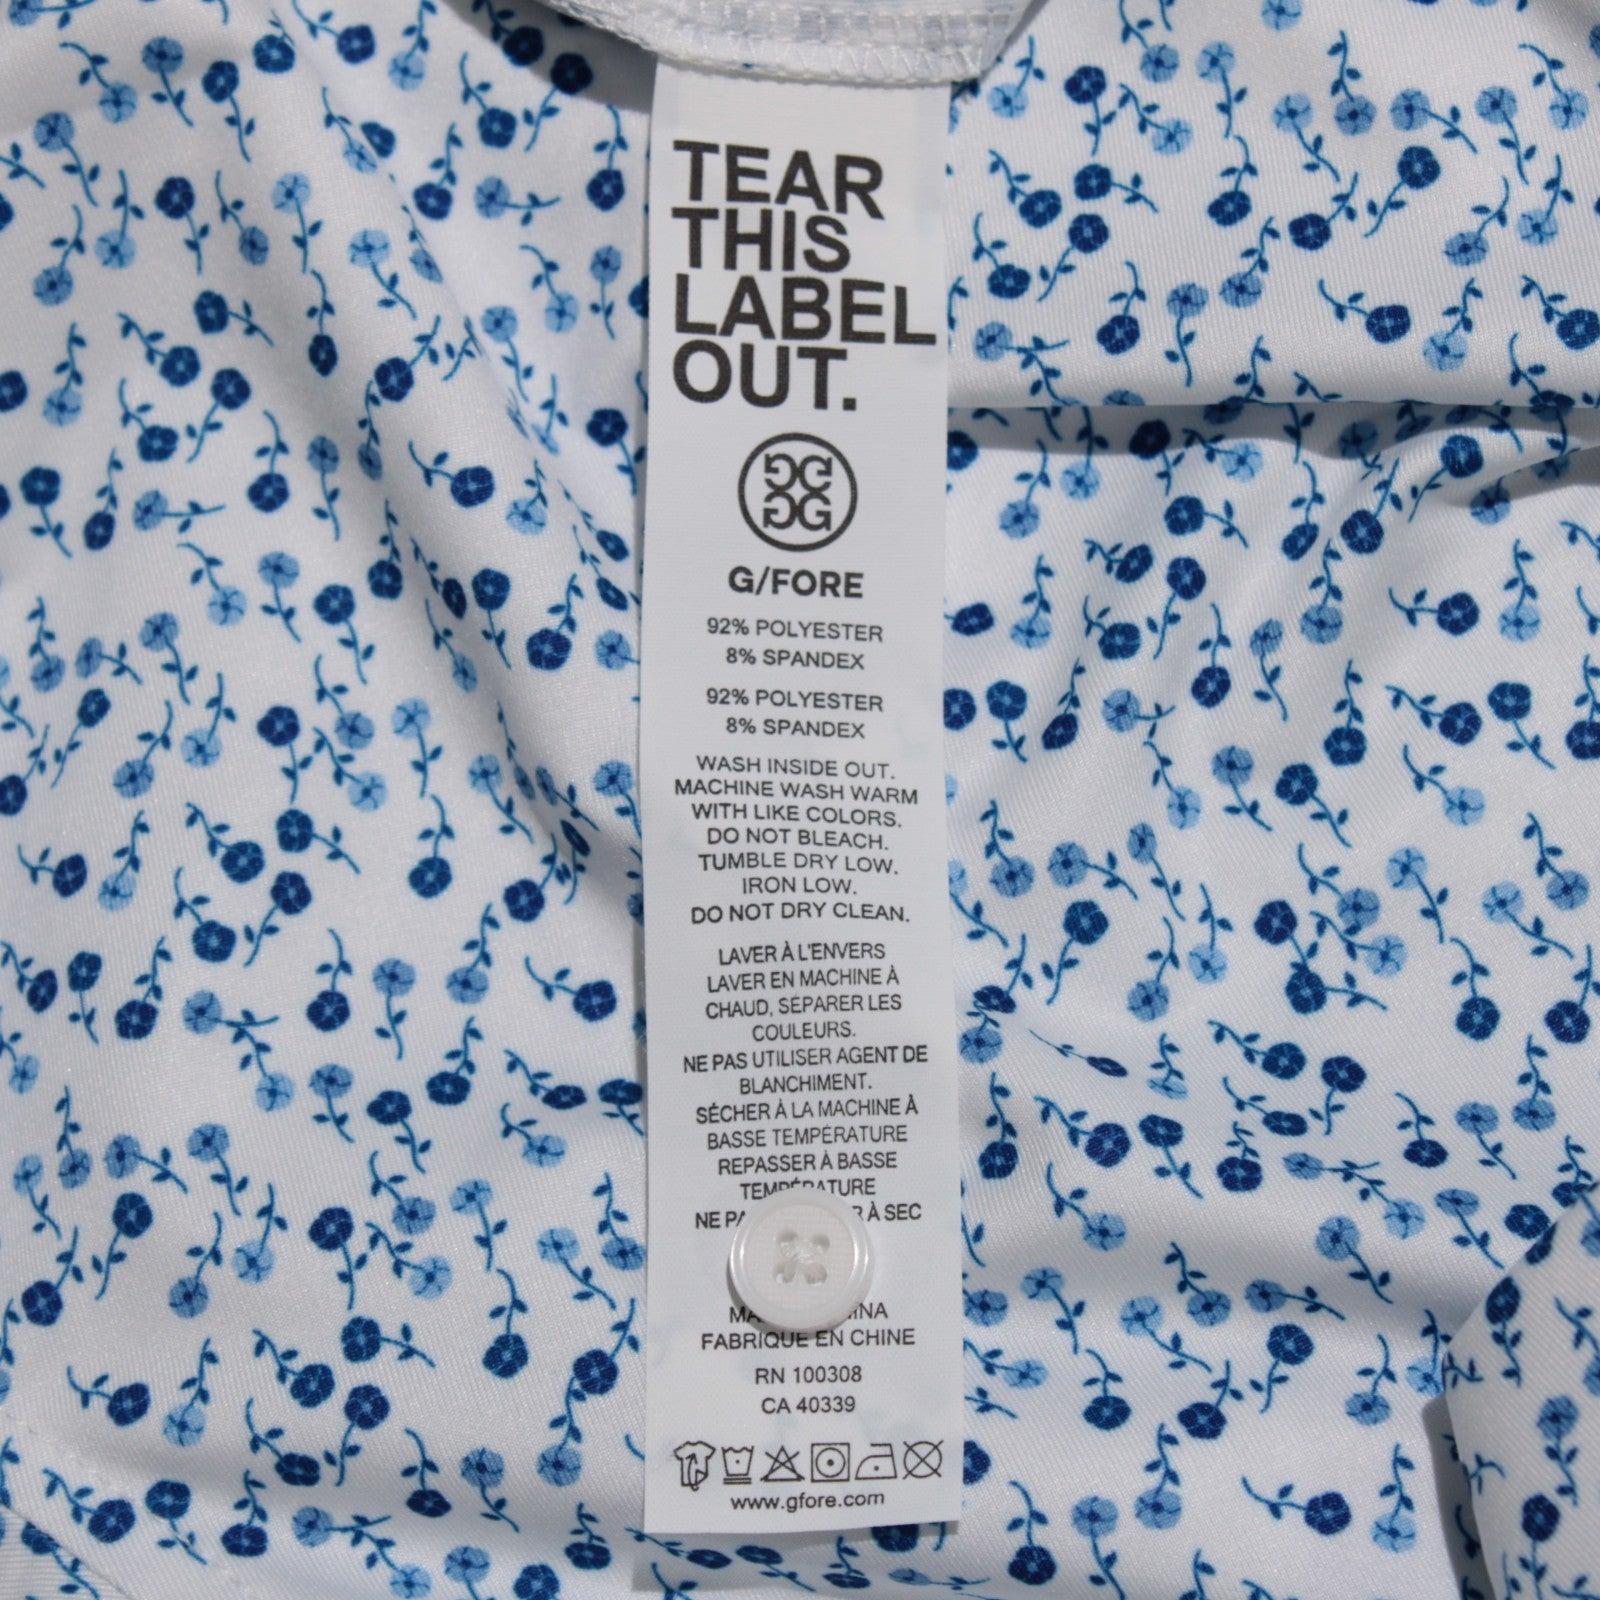 TEAR
THIS
LABEL
OUT.
G/FORE
92% POLYESTER
8% SPANDEX
92% POLYESTER
8% SPANDEX
WASH INSIDE OUT.
MACHINE WASH WARM
WITH LIKE COLORS.
DO NOT BLEACH.
TUMBLE DRY LOW.
IRON LOW.
DO NOT DRY CLEAN.
LAVER À L'ENVERS
LAVER EN MACHINE À
CHAUD, SÉPARER LES
COULEURS.
NE PAS UTILISER AGENT DE
BLANCHIMENT.
SÉCHER À LA MACHINE À
BASSE TEMPÉRATURE
REPASSER À BASSE
TEMPÉRATURE
NE À SEC
FABRIQUE EN CHINE
RN 100308
CA 40339
www.gfore.com